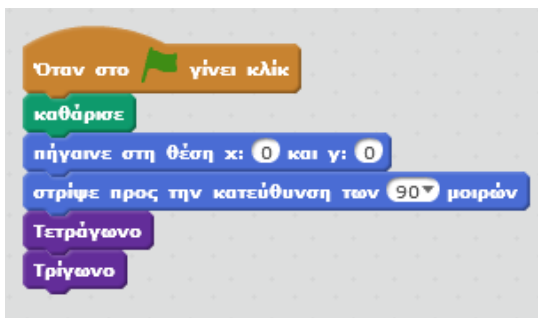 Όταν στο γίνει κλίκ
καθάρισε
πήγαινε στη θέση x: 0 και y: 0
στρίψε προς την κατεύθυνση των 90 μοιρών
Τετράγωνο
Τρίγωνο